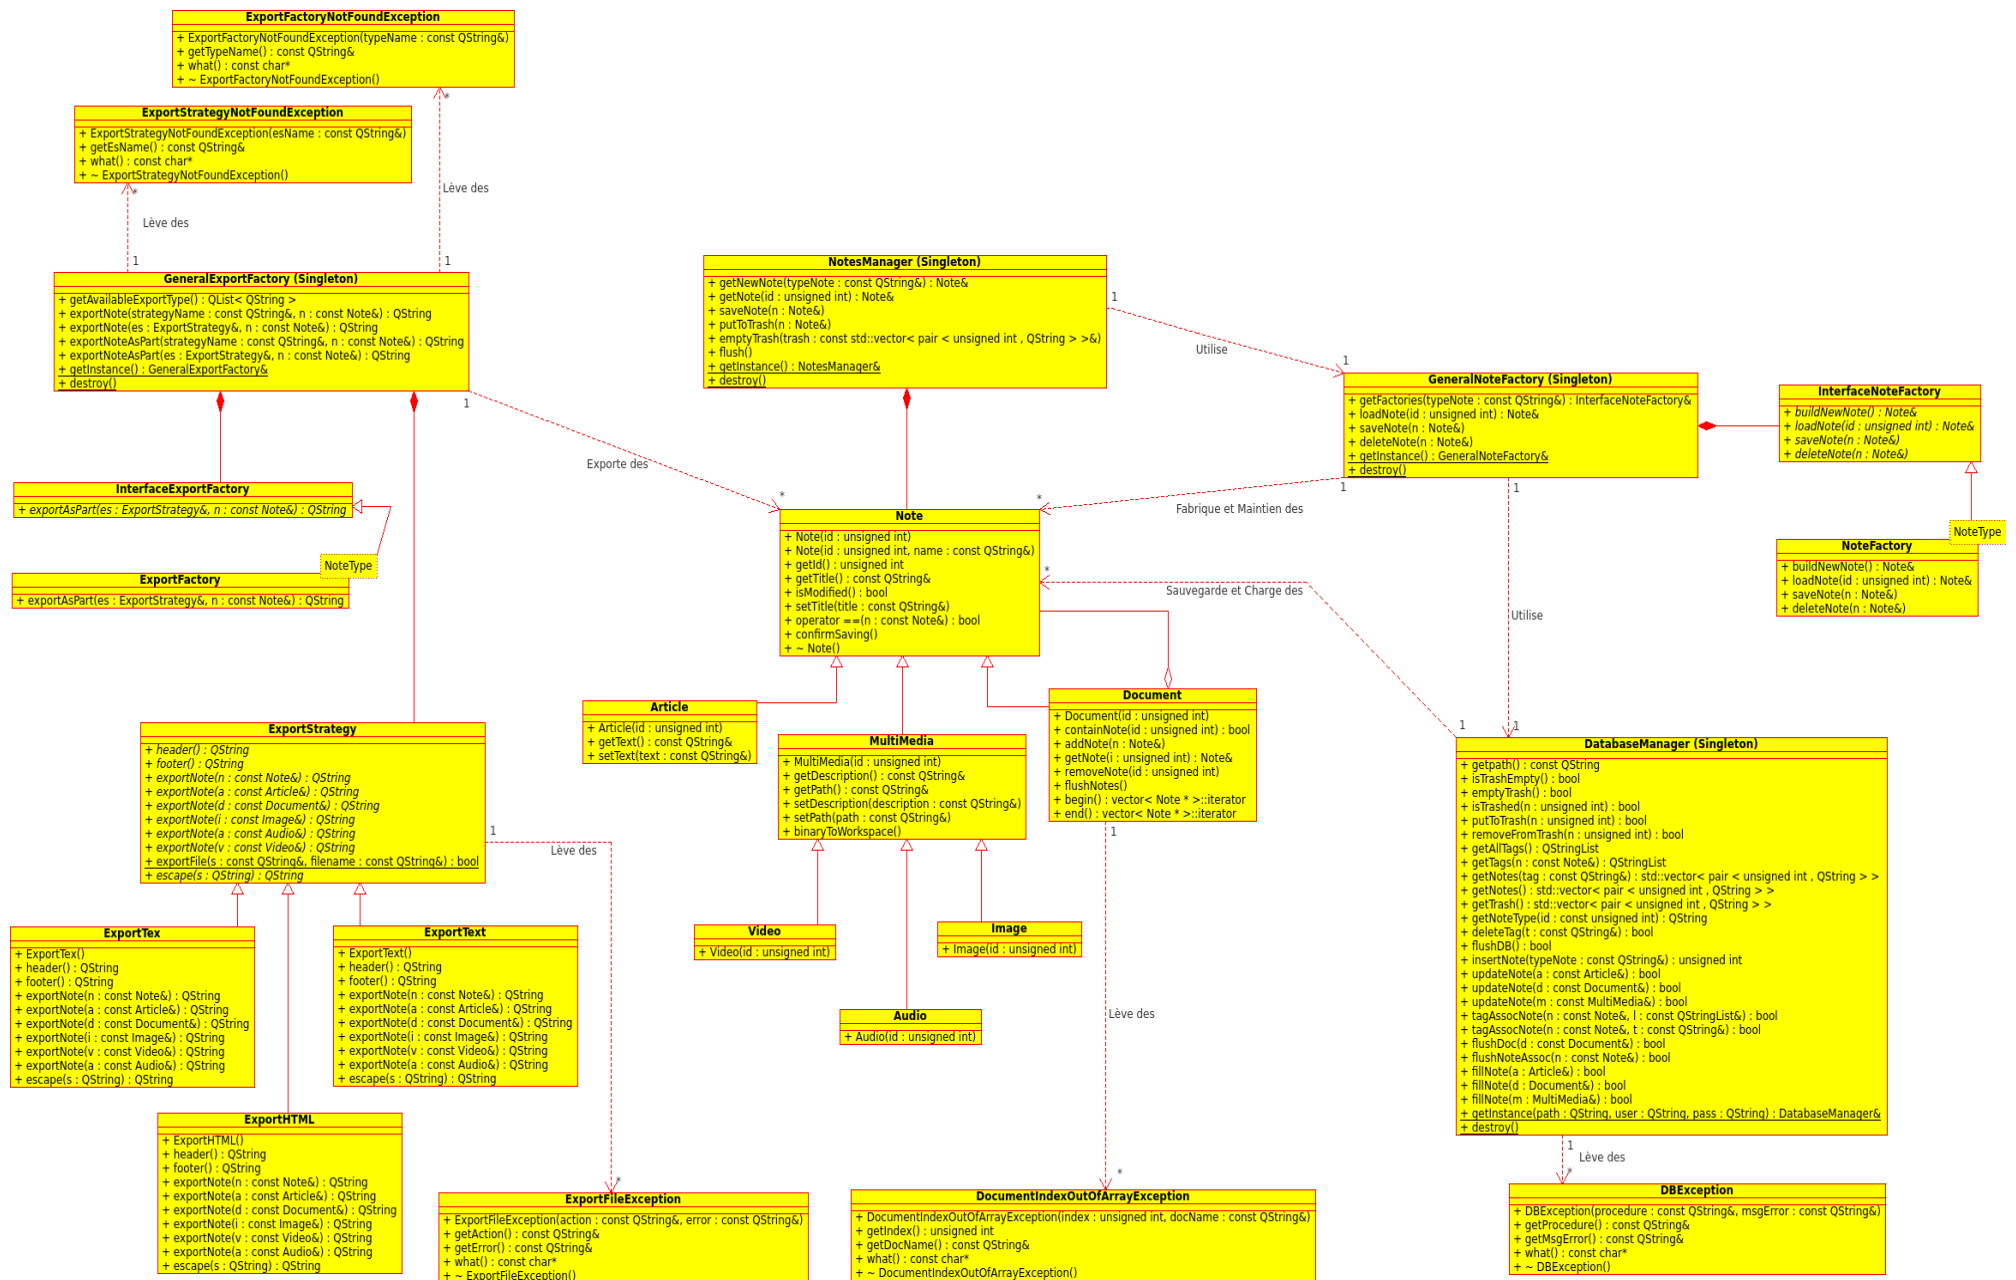 ExportFactoryNotFoundException
+ ExportFactoryNotFoundException(typeName : const QString&)
+ getTypeName() : const QString&
+ what() : const char*
+ ~ ExportFactoryNotFoundException()
*
ExportStrategyNotFoundException
+ ExportStrategyNotFoundException(esName : const QString&)
+ getEsName() : const QString&
+ what() : const char*
+ ~ ExportStrategyNotFoundException()
*
Lève des
Lève des
1
1
GeneralExportFactory (Singleton)
+ getAvailableExportType() : QList< QString >
+ exportNote(strategyName : const QString&, n : const Note&) : QString
+ exportNote(es : ExportStrategy&, n : const Note&) : QString
+ exportNoteAsPart(strategyName : const QString&, n : const Note&) : QString
+ exportNoteAsPart(es : ExportStrategy&, n : const Note&) : QString
+ getInstance() : GeneralExportFactory&
+ destroy()
1
Exporte des
*
NotesManager (Singleton)
+ getNewNote(typeNote : const QString&) : Note&
+ getNote(id : unsigned int) : Note&
+ saveNote(n : Note&)
+ putToTrash(n : Note&)
+ emptyTrash(trash : const std::vector< pair < unsigned int , QString > >&)
+ flush()
+ getInstance() : NotesManager&
+ destroy()
1
Utilise
1
GeneralNoteFactory (Singleton)
+ getFactories(typeNote : const QString&) : InterfaceNoteFactory&
+ loadNote(id : unsigned int) : Note&
+ saveNote(n : Note&)
+ deleteNote(n : Note&)
+ getInstance() : GeneralNoteFactory&
+ destroy()
InterfaceNoteFactory
+ buildNewNote() : Note&
+ loadNote(id : unsigned int) : Note&
+ saveNote(n : Note&)
+ deleteNote(n : Note&)
1
Fabrique et Maintien des
*
1
Utilise
1
NoteType
NoteFactory
+ buildNewNote() : Note&
+ loadNote(id : unsigned int) : Note&
+ saveNote(n : Note&)
+ deleteNote(n : Note&)
InterfaceExportFactory
+ exportAsPart(es : ExportStrategy&, n : const Note&) : QString
NoteType
ExportFactory
+ exportAsPart(es : ExportStrategy&, n : const Note&) : QString
Note
+ Note(id : unsigned int)
+ Note(id : unsigned int, name : const QString&)
+ getId() : unsigned int
+ getTitle() : const QString&
+ isModified() : bool
+ setTitle(title : const QString&)
+ operator ==(n : const Note&) : bool
+ confirmSaving()
+ ~ Note()
*
Sauvegarde et Charge des
1
Article
+ Article(id : unsigned int)
+ getText() : const QString&
+ setText(text : const QString&)
MultiMedia
+ MultiMedia(id : unsigned int)
+ getDescription() : const QString&
+ getPath() : const QString&
+ setDescription(description : const QString&)
+ setPath(path : const QString&)
+ binaryToWorkspace()
Document
+ Document(id : unsigned int)
+ containNote(id : unsigned int) : bool
+ addNote(n : Note&)
+ getNote(i : unsigned int) : Note&
+ removeNote(id : unsigned int)
+ flushNotes()
+ begin() : vector< Note * >::iterator
+ end() : vector< Note * >::iterator
1
Lève des
*
ExportStrategy
+ header() : QString
+ footer() : QString
+ exportNote(n : const Note&) : QString
+ exportNote(a : const Article&) : QString
+ exportNote(d : const Document&) : QString
+ exportNote(i : const Image&) : QString
+ exportNote(a : const Audio&) : QString
+ exportNote(v : const Video&) : QString
+ exportFile(s : const QString&, filename : const QString&) : bool
+ escape(s : QString) : QString
1
Lève des
*
DatabaseManager (Singleton)
+ getpath() : const QString
+ isTrashEmpty() : bool
+ emptyTrash() : bool
+ isTrashed(n : unsigned int) : bool
+ putToTrash(n : unsigned int) : bool
+ removeFromTrash(n : unsigned int) : bool
+ getAllTags() : QStringList
+ getTags(n : const Note&) : QStringList
+ getNotes(tag : const QString&) : std::vector< pair < unsigned int , QString > >
+ getNotes() : std::vector< pair < unsigned int , QString > >
+ getTrash() : std::vector< pair < unsigned int , QString > >
+ getNoteType(id : const unsigned int) : QString
+ deleteTag(t : const QString&) : bool
+ flushDB() : bool
+ insertNote(typeNote : const QString&) : unsigned int
+ updateNote(a : const Article&) : bool
+ updateNote(d : const Document&) : bool
+ updateNote(m : const MultiMedia&) : bool
+ tagAssocNote(n : const Note&, l : const QStringList&) : bool
+ tagAssocNote(n : const Note&, t : const QString&) : bool
+ flushDoc(d : const Document&) : bool
+ flushNoteAssoc(n : const Note&) : bool
+ fillNote(a : Article&) : bool
+ fillNote(d : Document&) : bool
+ fillNote(m : MultiMedia&) : bool
+ getInstance(path : QString, user : QString, pass : QString) : DatabaseManager&
+ destroy()
1
Lève des
*
ExportTex
+ ExportTex()
+ header() : QString
+ footer() : QString
+ exportNote(n : const Note&) : QString
+ exportNote(a : const Article&) : QString
+ exportNote(d : const Document&) : QString
+ exportNote(i : const Image&) : QString
+ exportNote(v : const Video&) : QString
+ exportNote(a : const Audio&) : QString
+ escape(s : QString) : QString
ExportText
+ ExportText()
+ header() : QString
+ footer() : QString
+ exportNote(n : const Note&) : QString
+ exportNote(a : const Article&) : QString
+ exportNote(d : const Document&) : QString
+ exportNote(i : const Image&) : QString
+ exportNote(v : const Video&) : QString
+ exportNote(a : const Audio&) : QString
+ escape(s : QString) : QString
Video
+ Video(id : unsigned int)
Image
+ Image(id : unsigned int)
Audio
+ Audio(id : unsigned int)
ExportHTML
+ ExportHTML()
+ header() : QString
+ footer() : QString
+ exportNote(n : const Note&) : QString
+ exportNote(a : const Article&) : QString
+ exportNote(d : const Document&) : QString
+ exportNote(i : const Image&) : QString
+ exportNote(v : const Video&) : QString
+ exportNote(a : const Audio&) : QString
+ escape(s : QString) : QString
ExportFileException
+ ExportFileException(action : const QString&, error : const QString&)
+ getAction() : const QString&
+ getError() : const QString&
+ what() : const char*
+ ~ ExportFileException()
DocumentIndexOutOfArrayException
+ DocumentIndexOutOfArrayException(index : unsigned int, docName : const QString&)
+ getIndex() : unsigned int
+ getDocName() : const QString&
+ what() : const char*
+ ~ DocumentIndexOutOfArrayException()
DBException
+ DBException(procedure : const QString&, msgError : const QString&)
+ getProcedure() : const QString&
+ getMsgError() : const QString&
+ what() : const char*
+ ~ DBException()